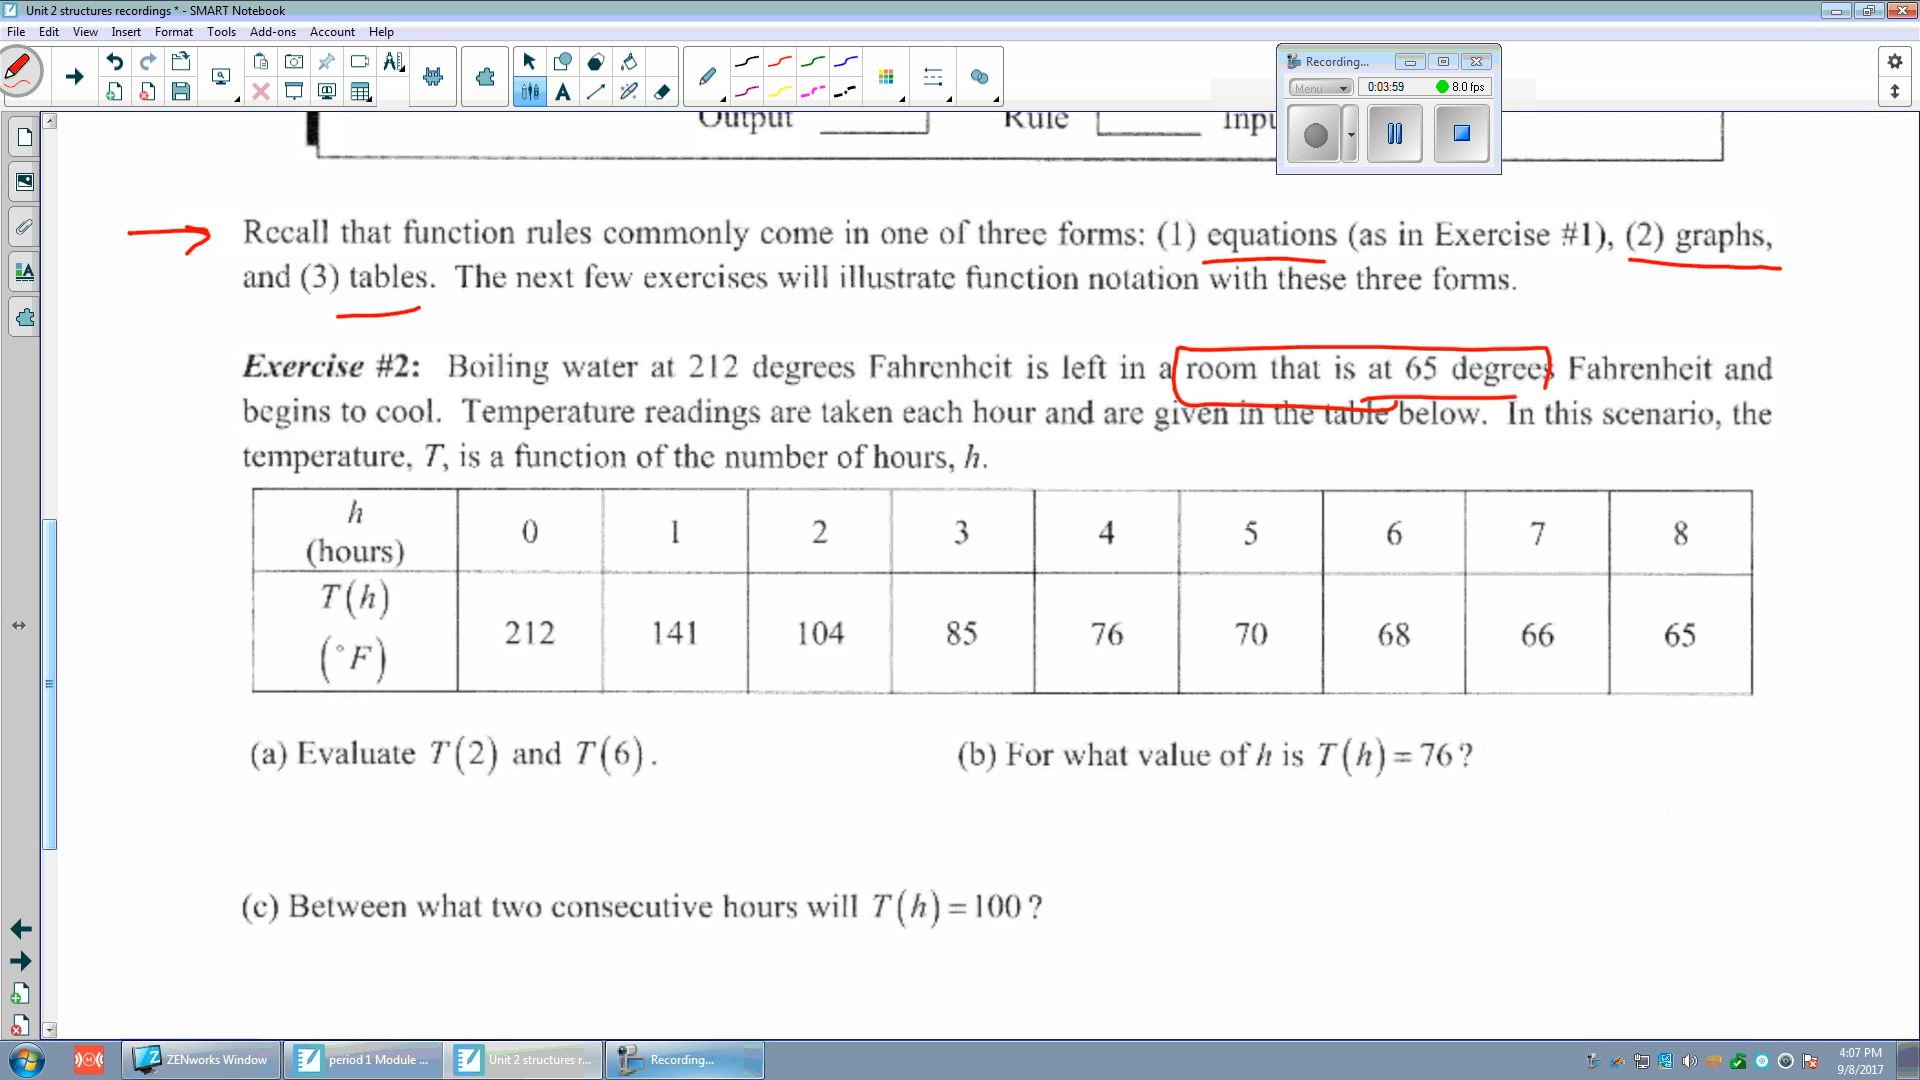 Unit 2 structures recordings * - SMART Notebook
File Edit View Insert Format Tools Add-ons Account Help
Recording...
Menu 0:03:59 8.0 fps
Output Rule Inpu
Recall that function rules commonly come in one of three forms: (1) equations (as in Exercise #1), (2) graphs,
and (3) tables. The next few exercises will illustrate function notation with these three forms.
Exercise #2: Boiling water at 212 degrees Fahrenheit is left in a room that is at 65 degrees Fahrenheit and
begins to cool. Temperature readings are taken each hour and are given in the table below. In this scenario, the
temperature, T, is a function of the number of hours, h.
h (hours) 0 1 2 3 4 5 6 7 8
T(h) (°F) 212 141 104 85 76 70 68 66 65
(a) Evaluate T(2) and T(6).
(b) For what value of h is T(h)=76?
(c) Between what two consecutive hours will T(h)=100?
ZENworks Window
period 1 Module ...
Unit 2 structures r...
Recording...
4:07 PM
9/8/2017